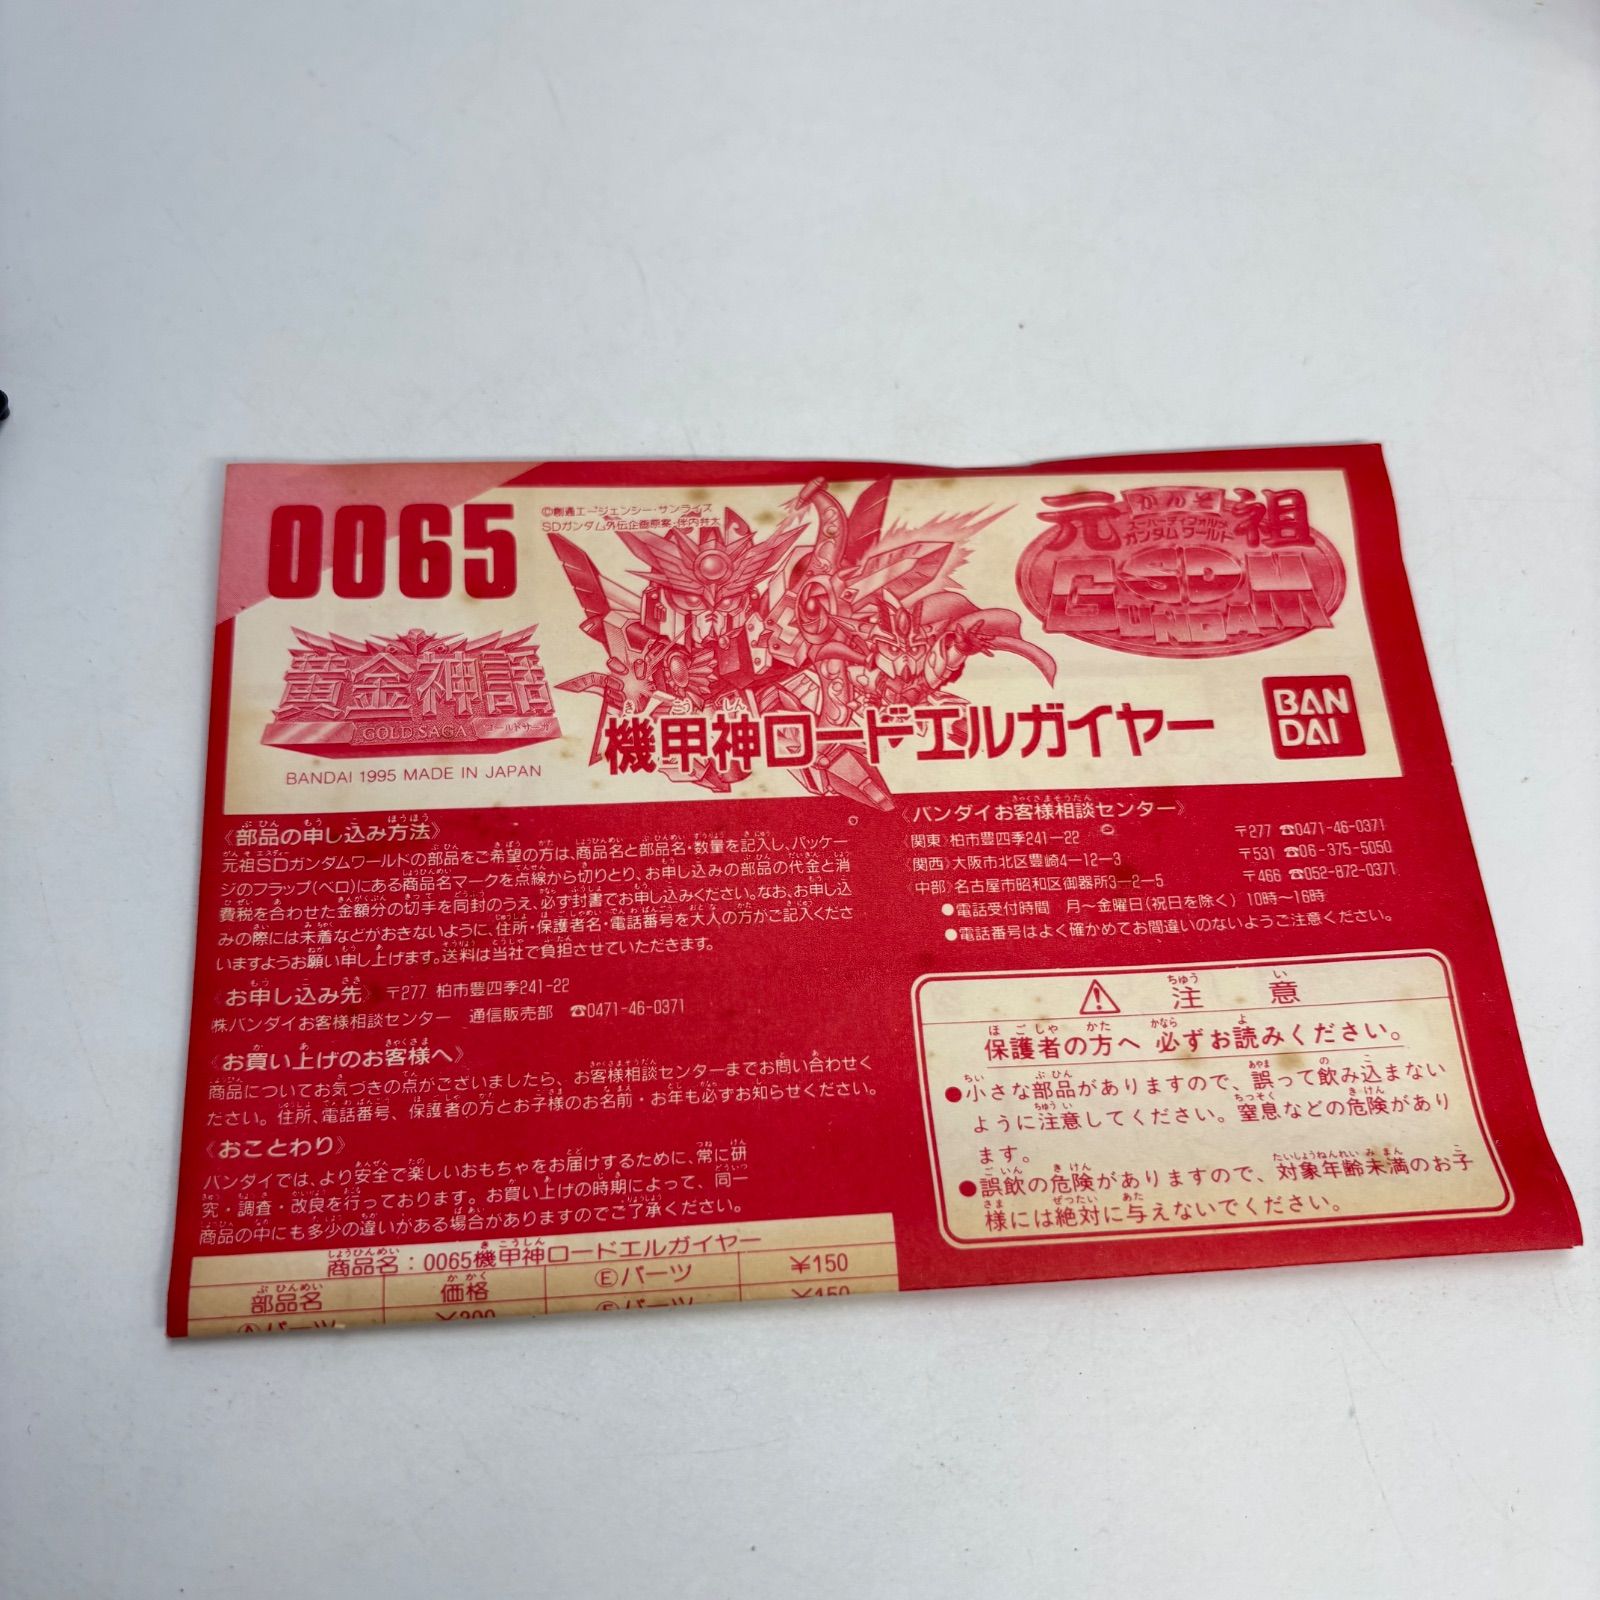 0065
©創通エージェンシー・サンライズ
SDガンダム外伝企画原案・伴内弁太
元祖
がんそ
スーパーディフォルメ
ガンダムワールド
SD
GUNDAM
黄金神話
GOLD SAGA ゴールドサーガ
BANDAI 1995 MADE IN JAPAN
機甲神ロードエルガイヤー
BAN
DAI
《部品の申し込み方法》
元祖SDガンダムワールドの部品をご希望の方は、商品名と部品名・数量を記入し、パッケー
ジのフラップ(ベロ)にある商品名マークを点線から切りとり、お申し込みの部品の代金と消
費税を合わせた金額分の切手を同封のうえ、必ず封書でお申し込みください。なお、お申し込
みの際には未着などがおきないように、住所・保護者名・電話番号を大人の方がご記入くださ
いますようお願い申し上げます。送料は当社で負担させていただきます。
《お申し込み先》 〒277 柏市豊四季241-22
㈱バンダイお客様相談センター 通信販売部 ☎0471-46-0371
《お買い上げのお客様へ》
商品についてお気づきの点がございましたら、お客様相談センターまでお問い合わせく
ださい。住所、電話番号、保護者の方とお子様のお名前・お年も必ずお知らせください。
《おことわり》
バンダイでは、より安全で楽しいおもちゃをお届けするために、常に研
究・調査・改良を行っております。お買い上げの時期によって、同一
商品の中にも多少の違いがある場合がありますのでご了承ください。
商品名：0065機甲神ロードエルガイヤー
部品名 価格 Ⓔパーツ ¥150
Ⓐパーツ ¥300 Ⓕパーツ ¥150
《バンダイお客様相談センター》
関東 柏市豊四季241-22 〒277 ☎0471-46-0371
関西 大阪市北区豊崎4-12-3 〒531 ☎06-375-5050
中部 名古屋市昭和区御器所3-2-5 〒466 ☎052-872-0371
●電話受付時間 月〜金曜日(祝日を除く) 10時〜16時
●電話番号はよく確かめてお間違いのないようご注意ください。
⚠注意
保護者の方へ 必ずお読みください。
●小さな部品がありますので、誤って飲み込まない
ように注意してください。窒息などの危険があり
ます。
●誤飲の危険がありますので、対象年齢未満のお子
様には絶対に与えないでください。